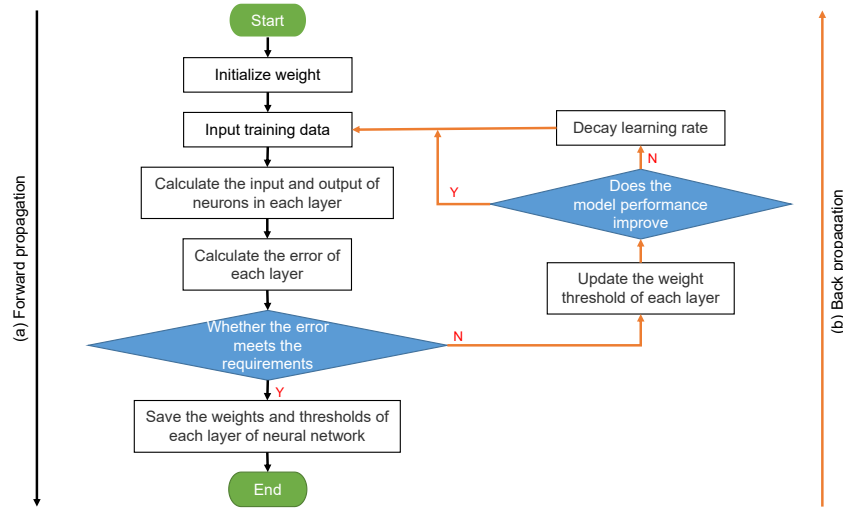 Start
Initialize weight
Input training data
Calculate the input and output of
neurons in each layer
Calculate the error of
each layer
Whether the error
meets the
requirements
Y
N
Save the weights and thresholds of
each layer of neural network
End
Update the weight
threshold of each layer
Does the
model performance
improve
Y
N
Decay learning rate
(a) Forward propagation
(b) Back propagation